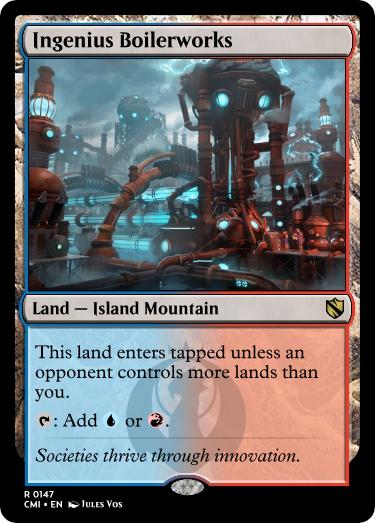 Ingenius Boilerworks
Land — Island Mountain
This land enters tapped unless an
opponent controls more lands than
you.
: Add or .
Societies thrive through innovation.
R 0147
CMI • EN Jules Vos